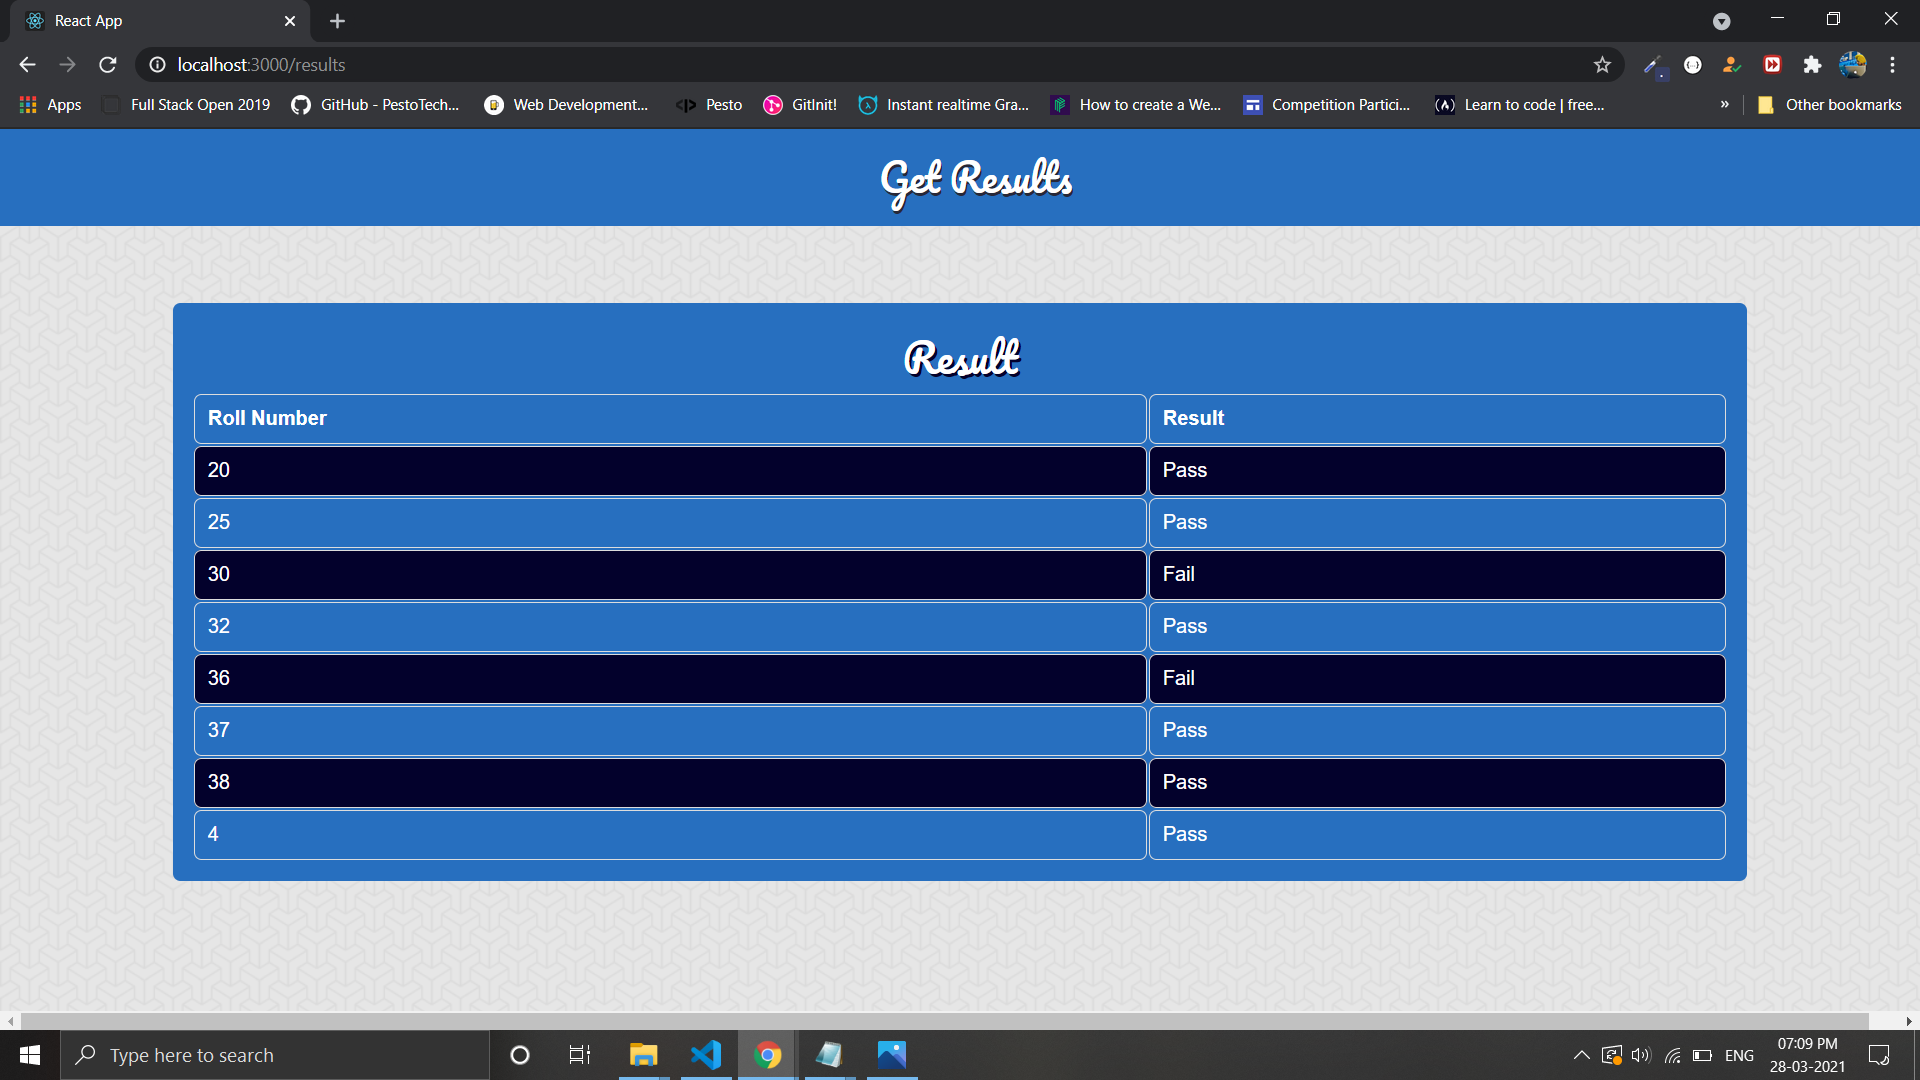 React App
localhost:3000/results
Apps Full Stack Open 2019 GitHub - PestoTech... Web Development... Pesto GitInit! Instant realtime Gra... How to create a We... Competition Partici... Learn to code | free... » Other bookmarks
Get Results
Result
Roll Number Result
20 Pass
25 Pass
30 Fail
32 Pass
36 Fail
37 Pass
38 Pass
4 Pass
Type here to search
ENG
07:09 PM
28-03-2021